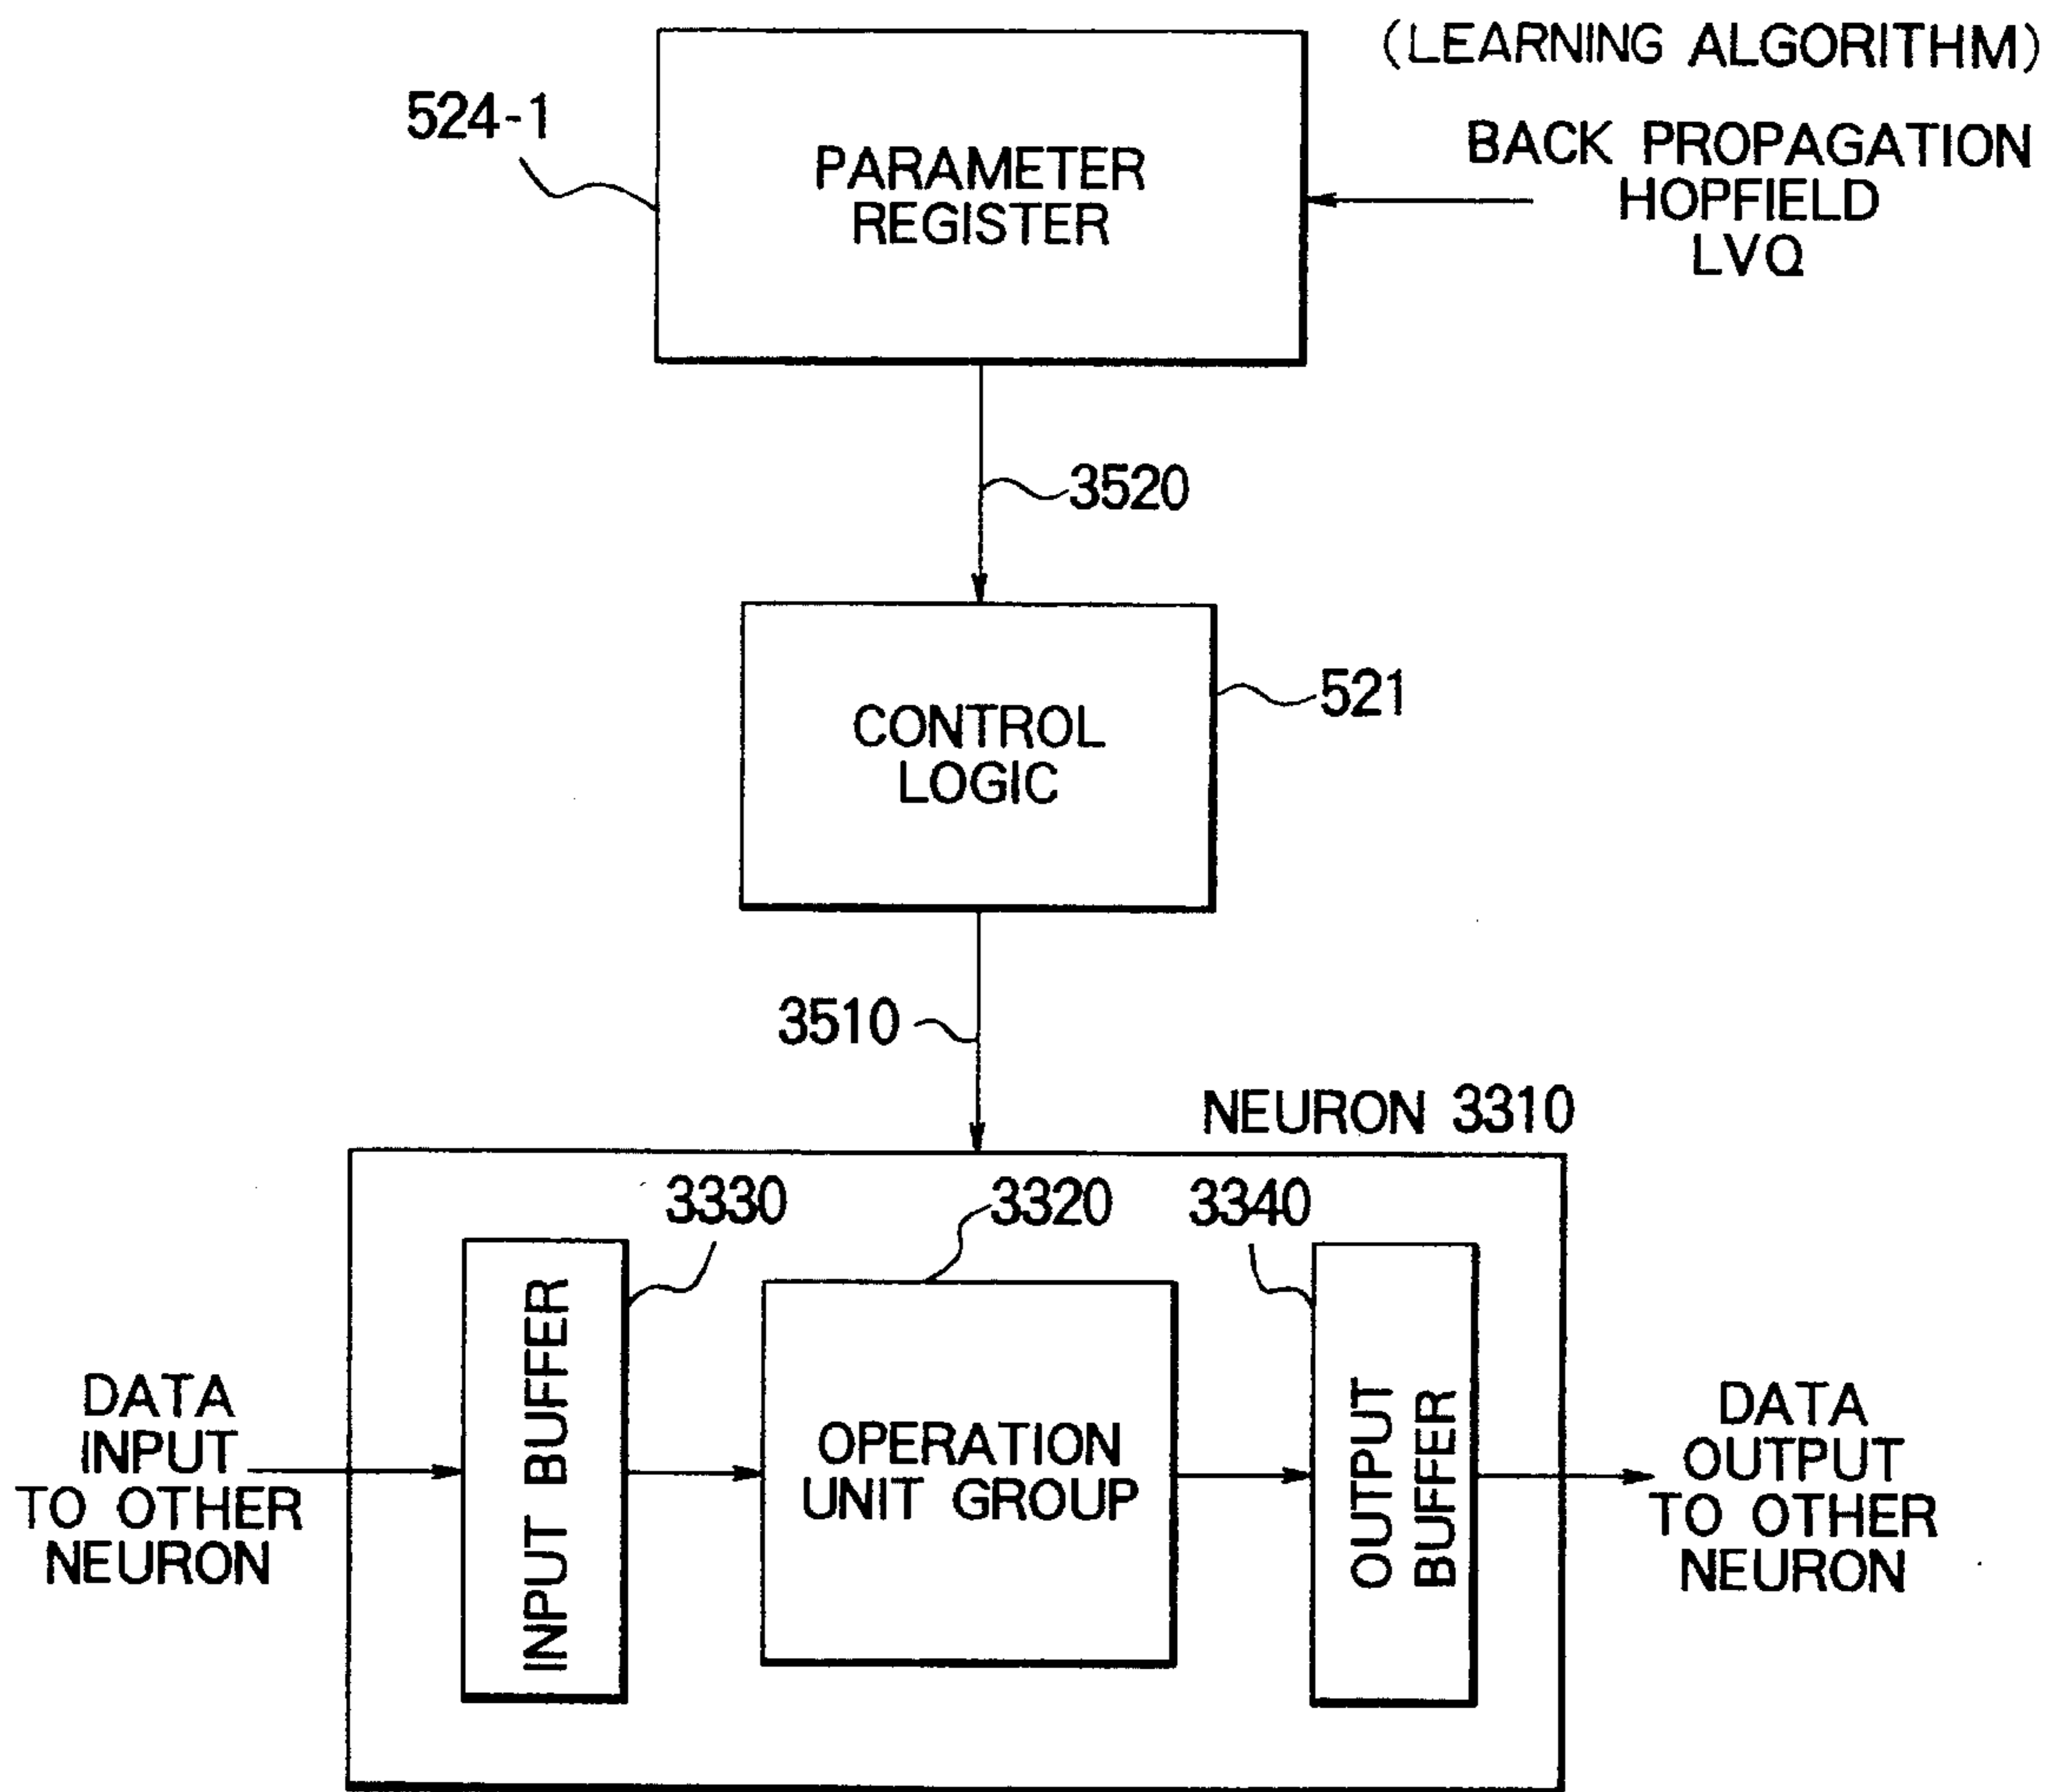 (LEARNING ALGORITHM)
524-1
BACK PROPAGATION
HOPFIELD
LVQ
PARAMETER
REGISTER
3520
521
CONTROL
LOGIC
3510
NEURON 3310
3330
3320
3340
DATA
INPUT
TO OTHER
NEURON
INPUT BUFFER
OPERATION
UNIT GROUP
OUTPUT
BUFFER
DATA
OUTPUT
TO OTHER
NEURON